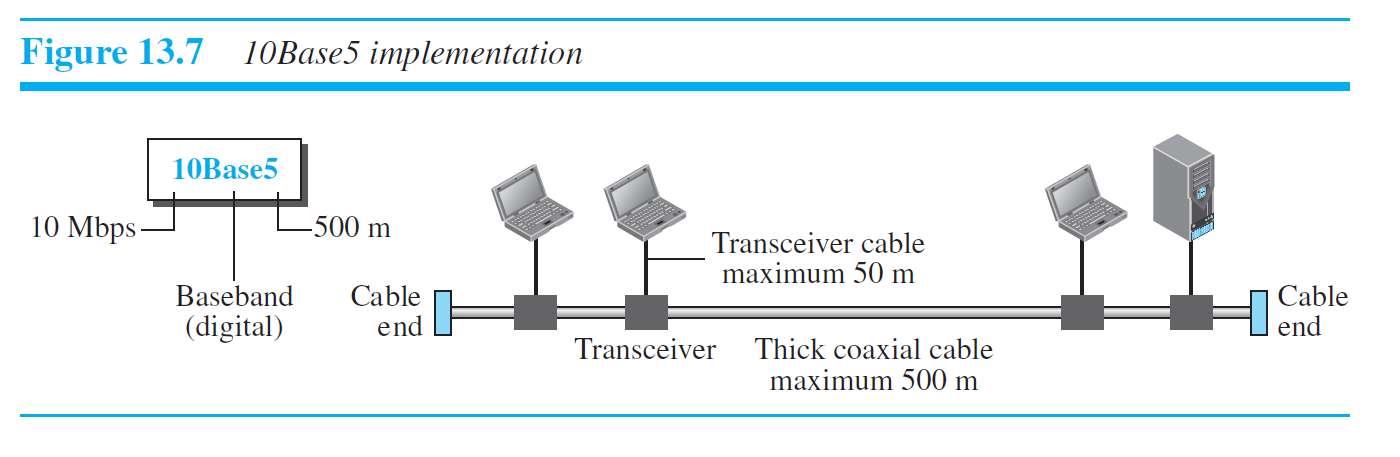 Figure 13.7 10Base5 implementation
10Base5
10 Mbps
500 m
Baseband
(digital)
Cable
end
Transceiver cable
maximum 50 m
Transceiver
Thick coaxial cable
maximum 500 m
Cable
end